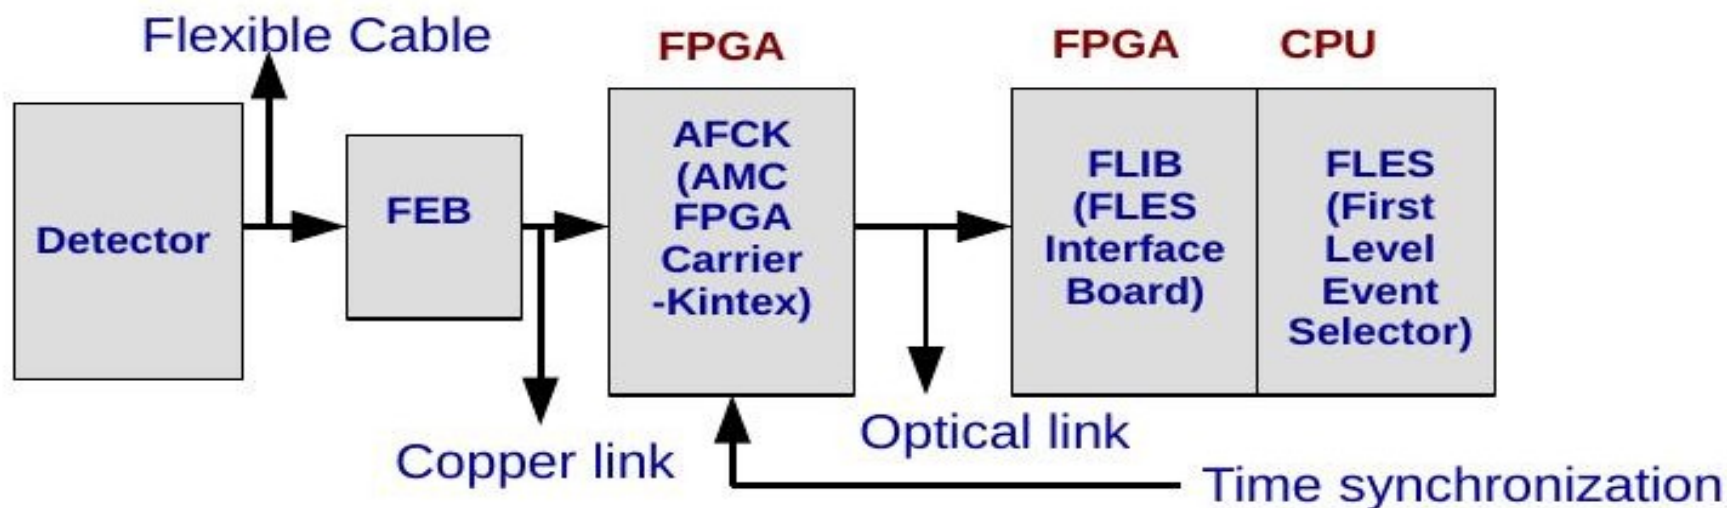 Flexible Cable
FPGA
FPGA
CPU
Detector
FEB
AFCK
(AMC
FPGA
Carrier
-Kintex)
FLIB
(FLES
Interface
Board)
FLES
(First
Level
Event
Selector)
Copper link
Optical link
Time synchronization